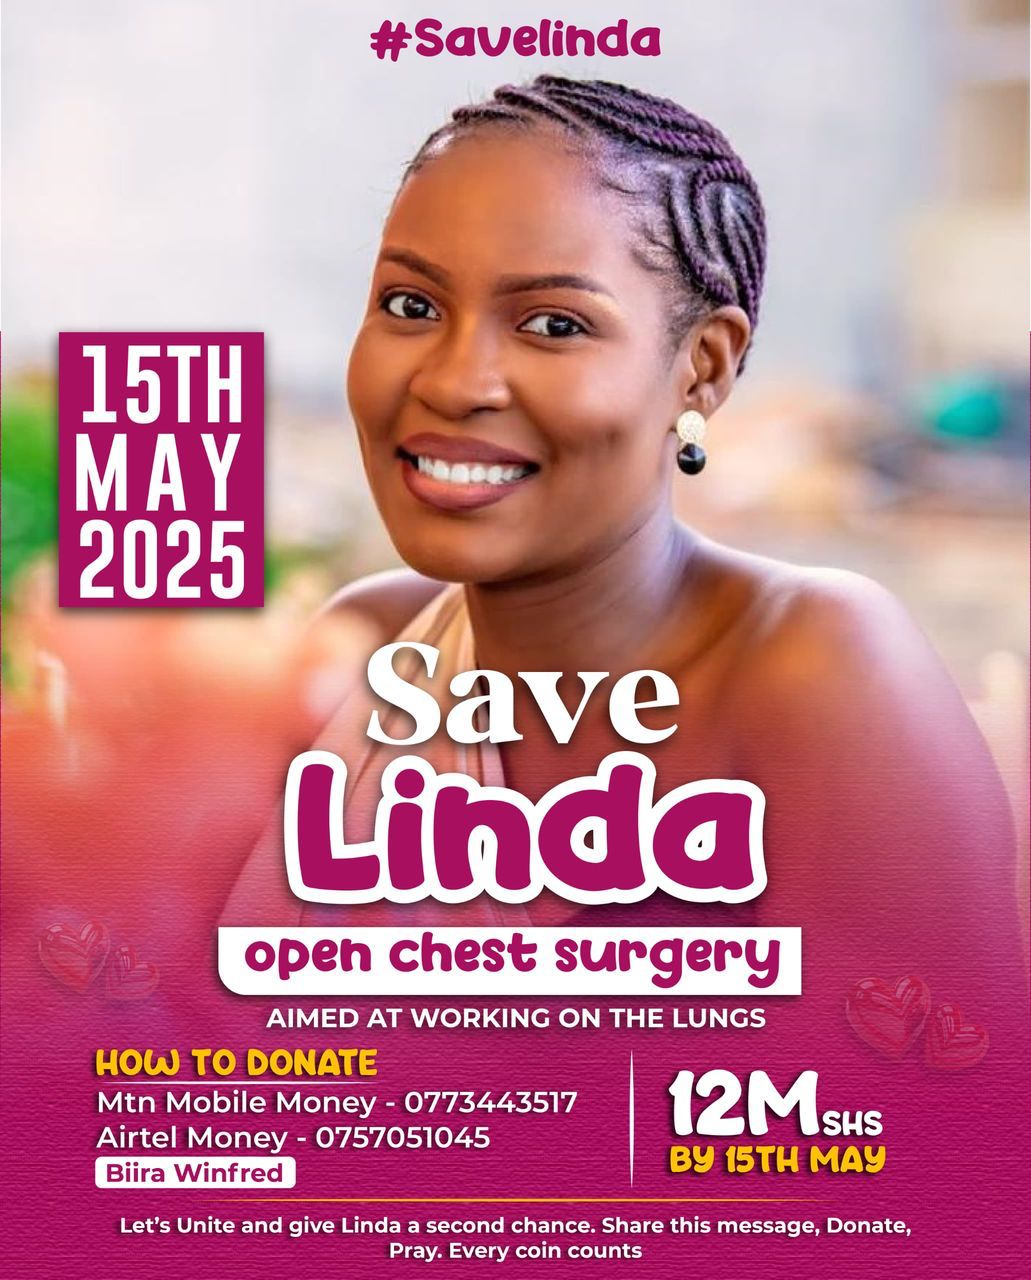 #Savelinda
15TH
MAY
2025
Save
Linda
open chest surgery
AIMED AT WORKING ON THE LUNGS
HOW TO DONATE
Mtn Mobile Money - 0773443517
Airtel Money - 0757051045
Biira Winfred
12M SHS
BY 15TH MAY
Let's Unite and give Linda a second chance. Share this message, Donate,
Pray. Every coin counts